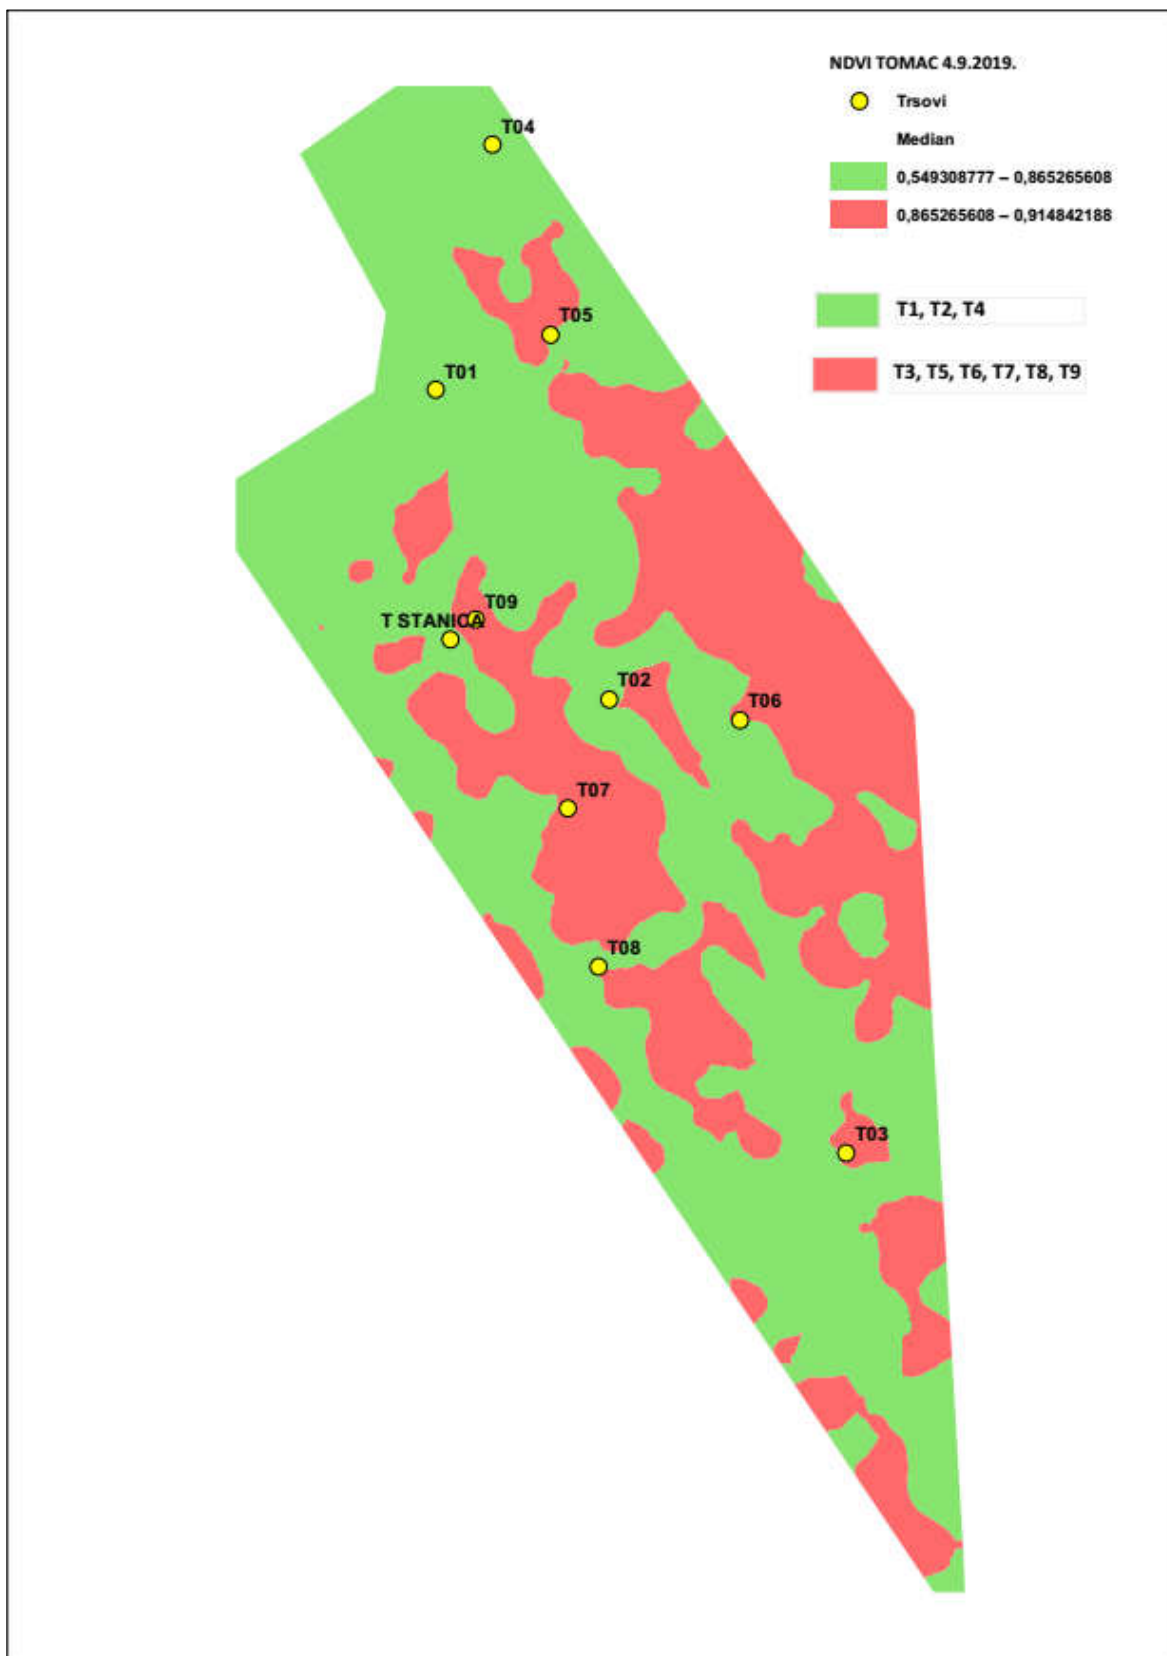 NDVI TOMAC 4.9.2019.
Trsovi
Median
0,549308777 – 0,865265608
0,865265608 – 0,914842188
T1, T2, T4
T3, T5, T6, T7, T8, T9
T04
T05
T01
T09
T STANICA
T02
T06
T07
T08
T03